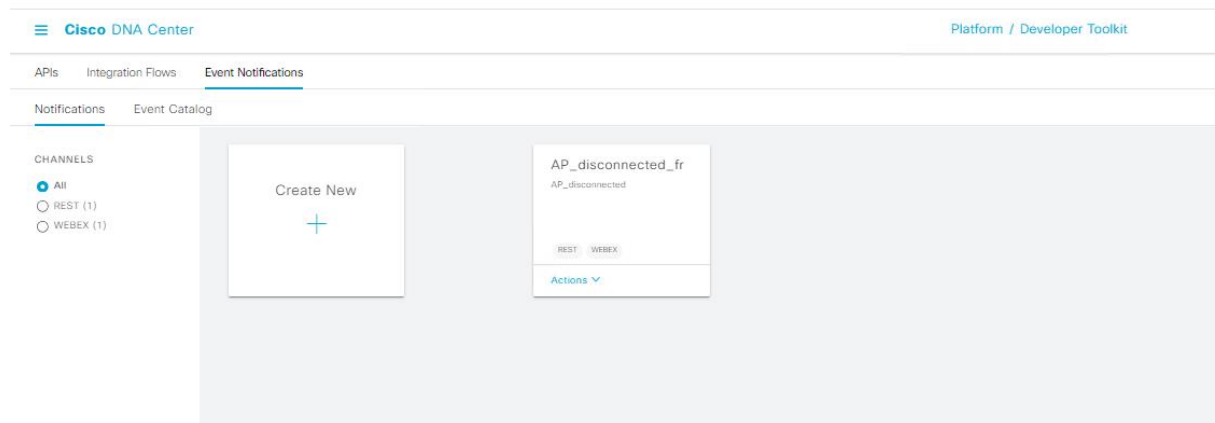 Cisco DNA Center
Platform / Developer Toolkit
APIs Integration Flows Event Notifications
Notifications Event Catalog
CHANNELS
All
REST (1)
WEBEX (1)
Create New
AP_disconnected_fr
AP_disconnected
REST WEBEX
Actions